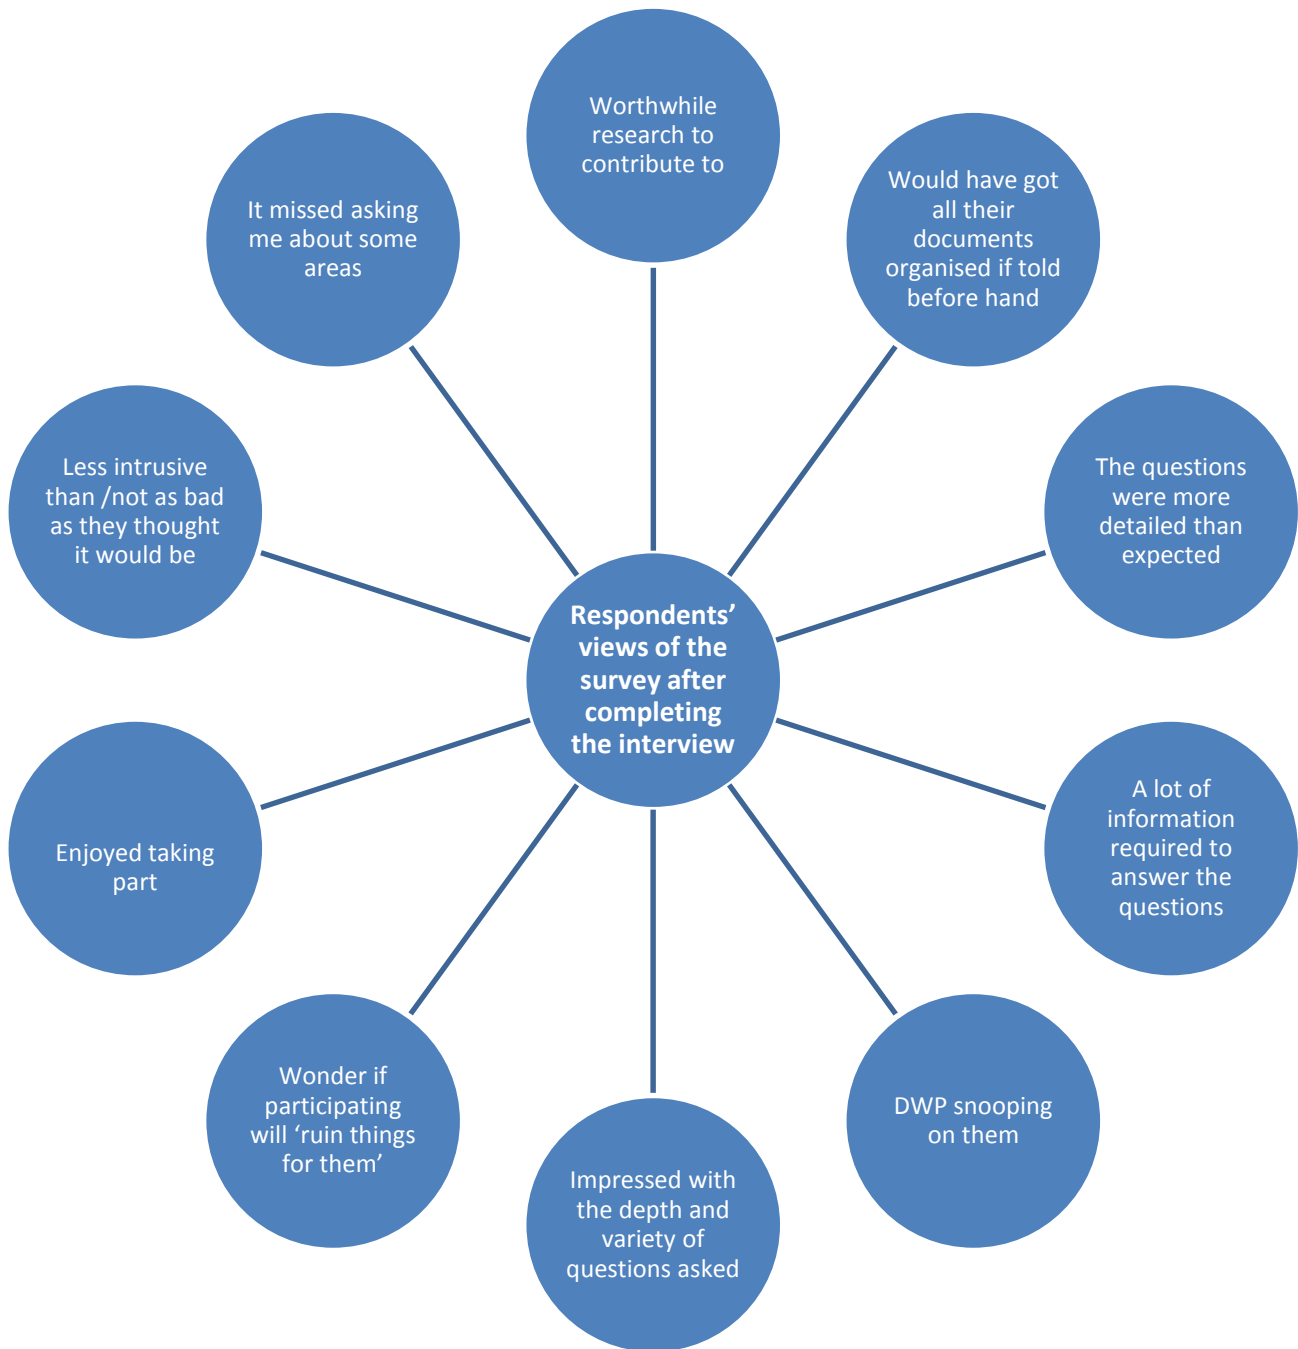 Worthwhile
research to
contribute to
Would have got
all their
documents
organised if told
before hand
The questions
were more
detailed than
expected
A lot of
information
required to
answer the
questions
DWP snooping
on them
Impressed with
the depth and
variety of
questions asked
Wonder if
participating
will ‘ruin things
for them’
Enjoyed taking
part
Less intrusive
than /not as bad
as they thought
it would be
It missed asking
me about some
areas
Respondents’
views of the
survey after
completing
the interview